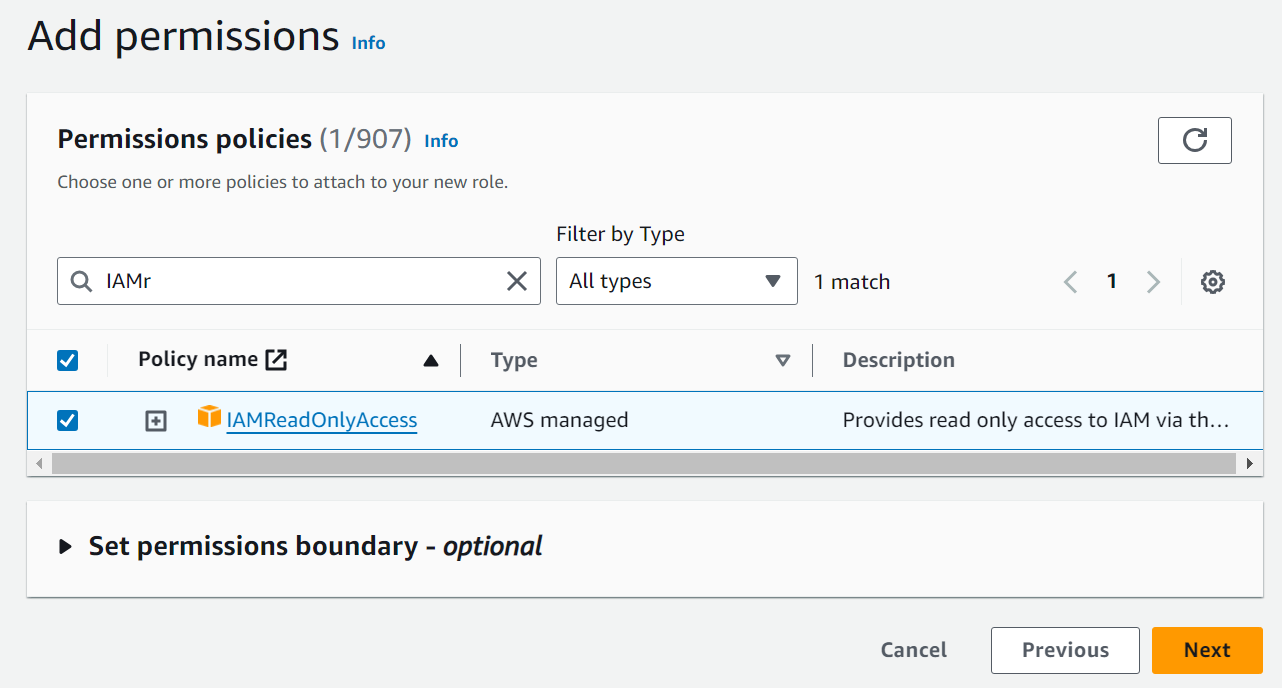 Add permissions Info
Permissions policies (1/907) Info
Choose one or more policies to attach to your new role.
Filter by Type
IAMr
All types
1 match
1
Policy name
Type
Description
IAMReadOnlyAccess
AWS managed
Provides read only access to IAM via th…
Set permissions boundary - optional
Cancel
Previous
Next